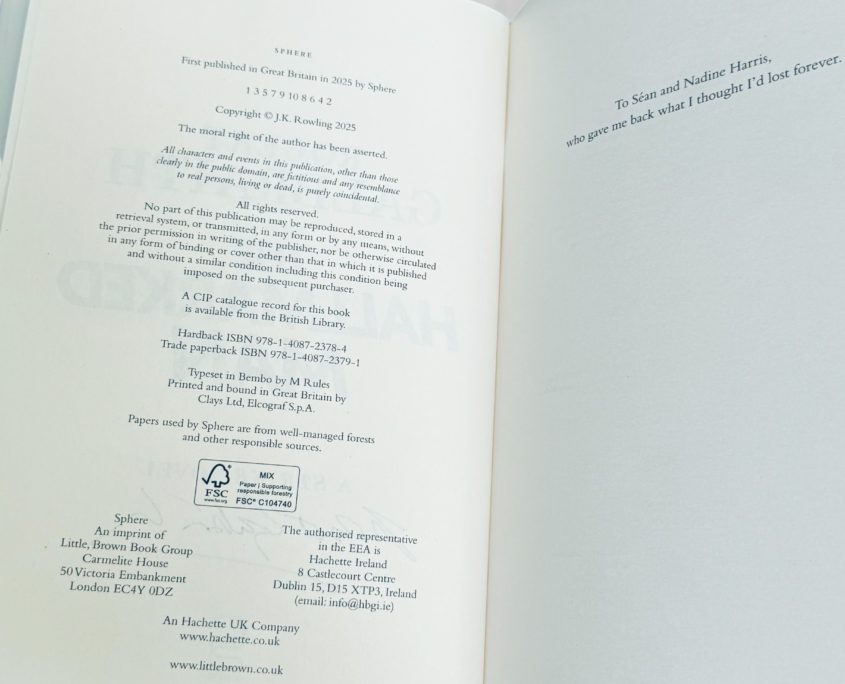 SPHERE
First published in Great Britain in 2025 by Sphere
1 3 5 7 9 10 8 6 4 2
Copyright © J.K. Rowling 2025
The moral right of the author has been asserted.
All characters and events in this publication, other than those
clearly in the public domain, are fictitious and any resemblance
to real persons, living or dead, is purely coincidental.
All rights reserved.
No part of this publication may be reproduced, stored in a
retrieval system, or transmitted, in any form or by any means, without
the prior permission in writing of the publisher, nor be otherwise circulated
in any form of binding or cover other than that in which it is published
and without a similar condition including this condition being
imposed on the subsequent purchaser.
A CIP catalogue record for this book
is available from the British Library.
Hardback ISBN 978-1-4087-2378-4
Trade paperback ISBN 978-1-4087-2379-1
Typeset in Bembo by M Rules
Printed and bound in Great Britain by
Clays Ltd, Elcograf S.p.A.
Papers used by Sphere are from well-managed forests
and other responsible sources.
FSC
www.fsc.org
MIX
Paper | Supporting
responsible forestry
FSC® C104740
Sphere
An imprint of
Little, Brown Book Group
Carmelite House
50 Victoria Embankment
London EC4Y 0DZ
The authorised representative
in the EEA is
Hachette Ireland
8 Castlecourt Centre
Dublin 15, D15 XTP3, Ireland
(email: info@hbgi.ie)
An Hachette UK Company
www.hachette.co.uk
www.littlebrown.co.uk
To Séan and Nadine Harris,
who gave me back what I thought I'd lost forever.